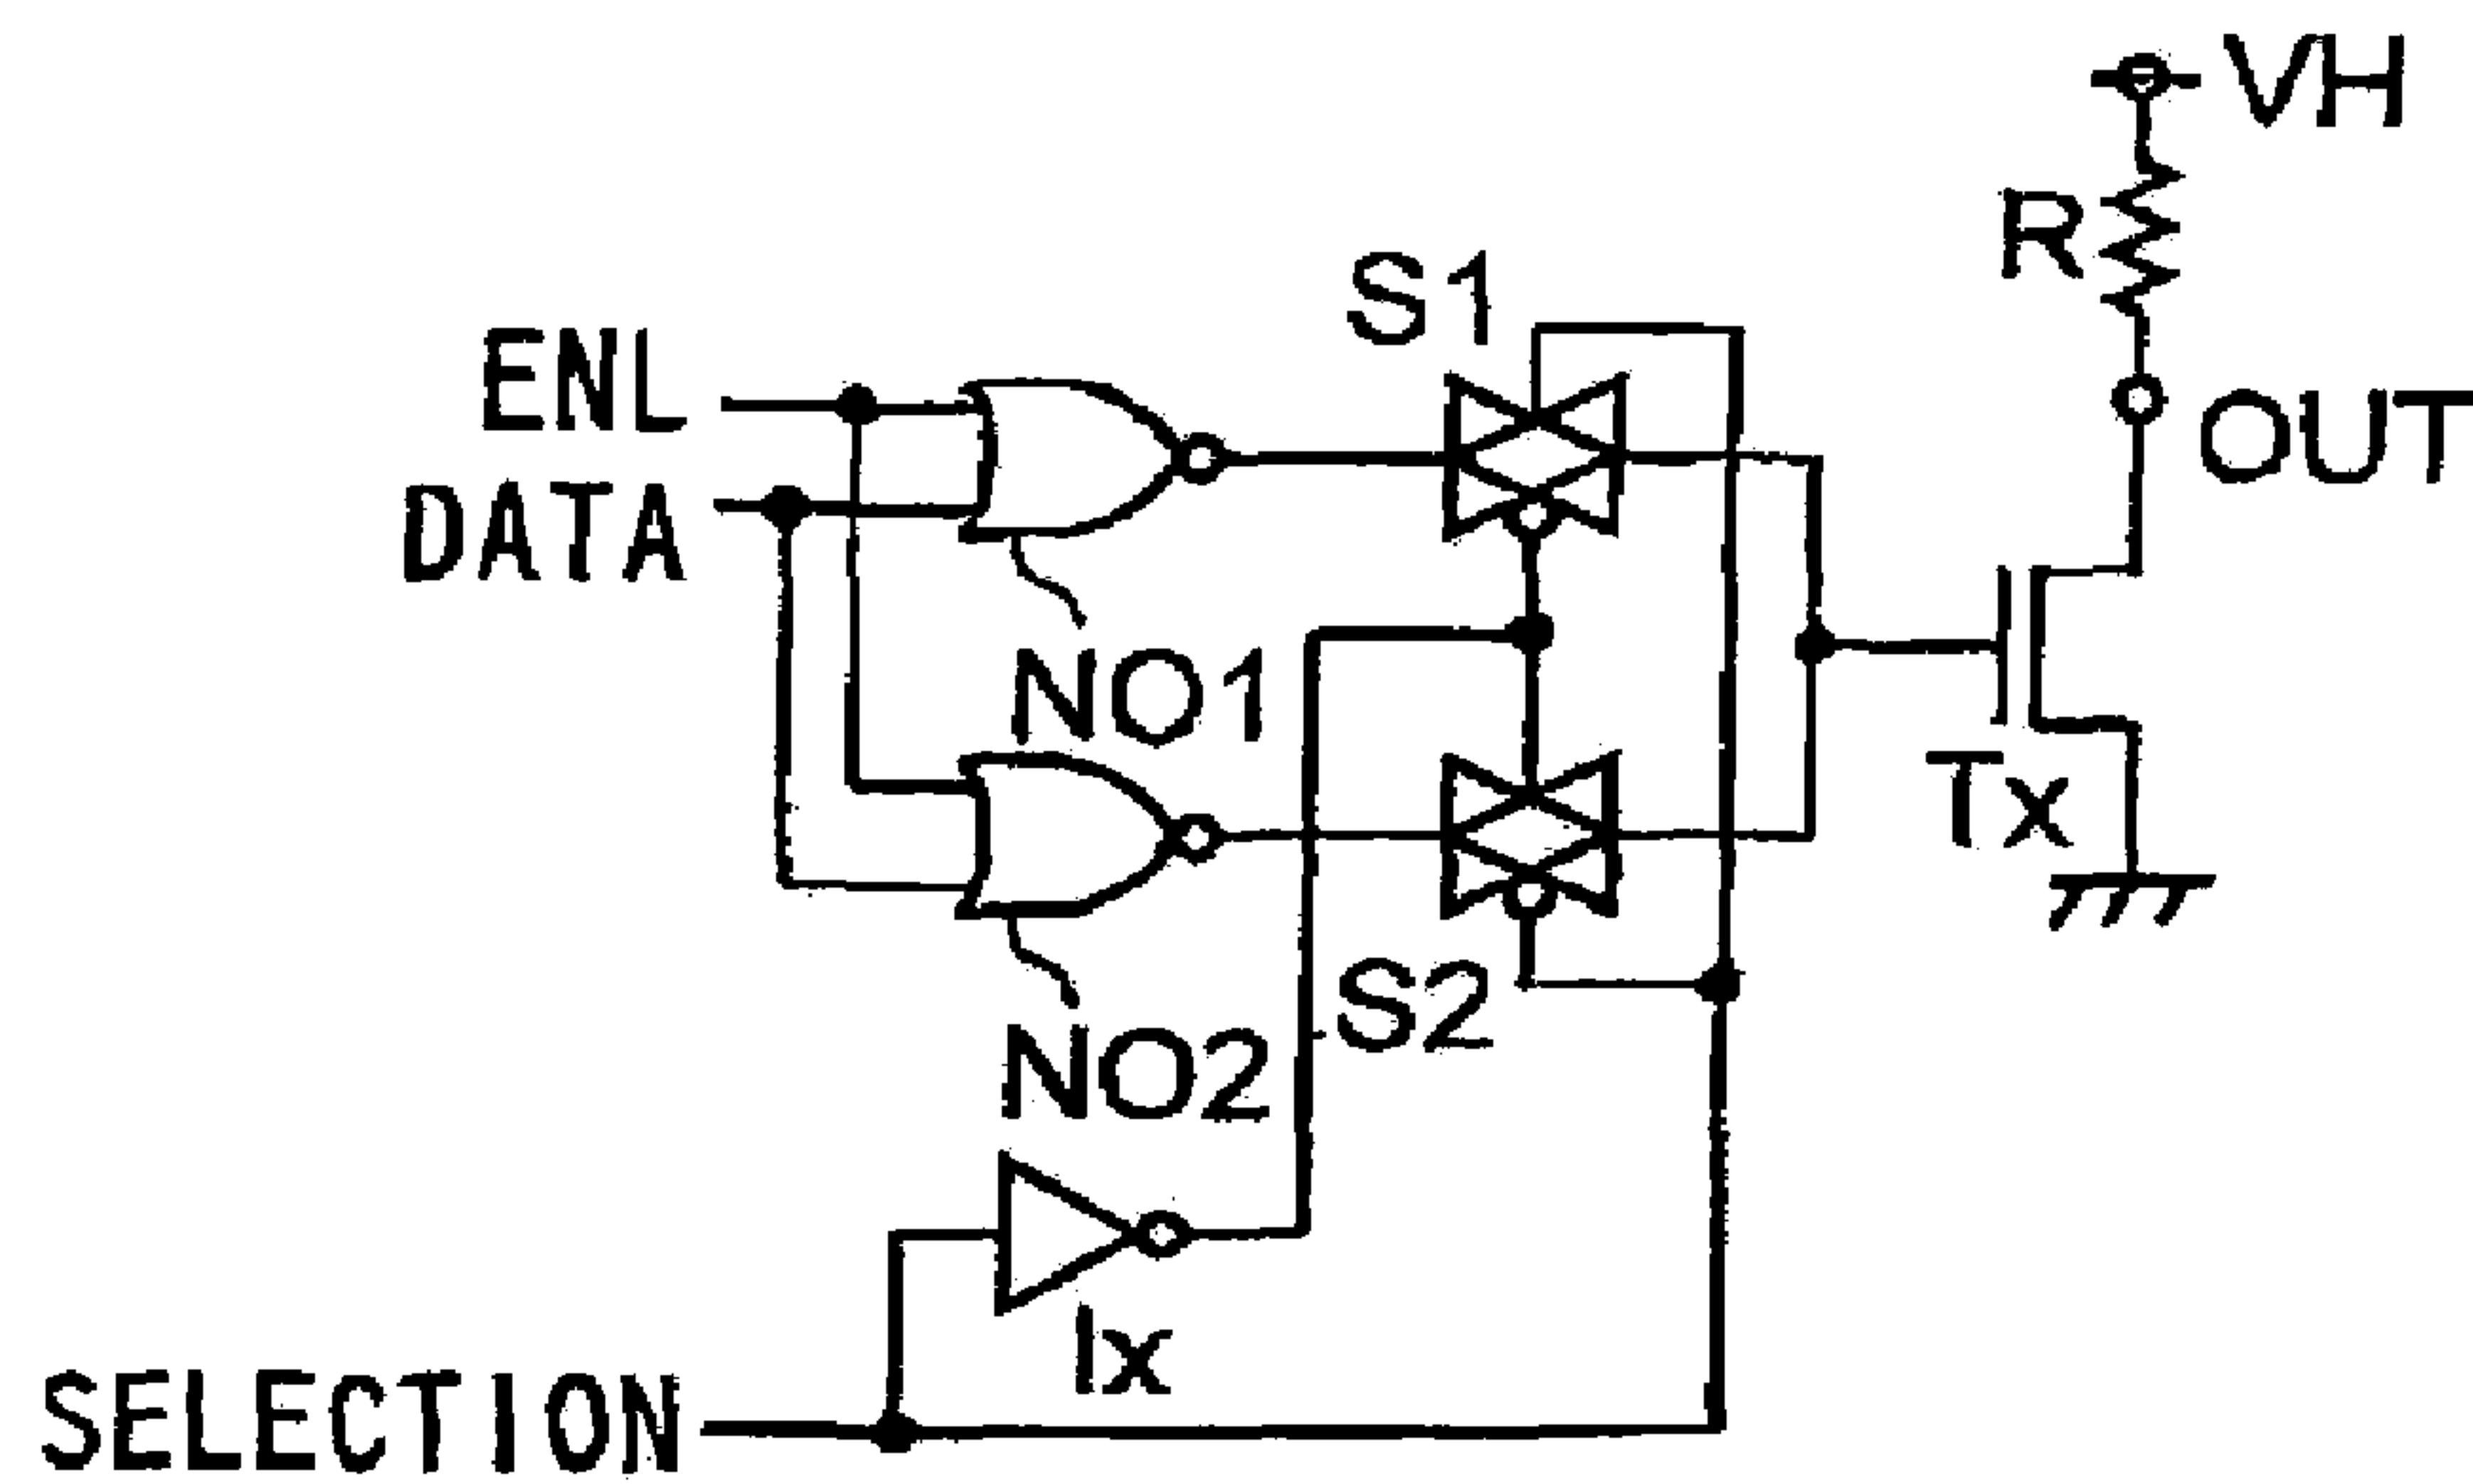 VH
R
S1
ENL
OUT
DATA
NO1
Tx
S2
NO2
Ix
SELECTION